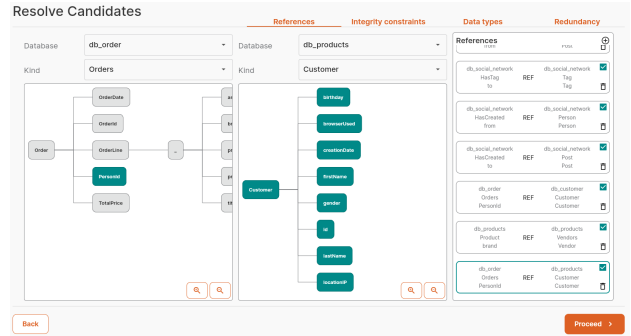 Resolve Candidates
References
Integrity constraints
Data types
Redundancy
Database
db_order
Database
db_products
Kind
Orders
Kind
Customer
OrderDate
OrderId
Order
OrderLine
_
PersonId
TotalPrice
birthday
browserUsed
creationDate
firstName
Customer
gender
id
lastName
locationIP
References
from
Post
db_social_network
db_social_network
HasTag
REF
Tag
to
Tag
db_social_network
db_social_network
HasCreated
REF
Person
from
Person
db_social_network
db_social_network
HasCreated
REF
Post
to
Post
db_order
db_customer
Orders
REF
Customer
PersonId
Customer
db_products
db_products
Product
REF
Vendors
brand
Vendor
db_order
db_products
Orders
REF
Customer
PersonId
Customer
Back
Proceed